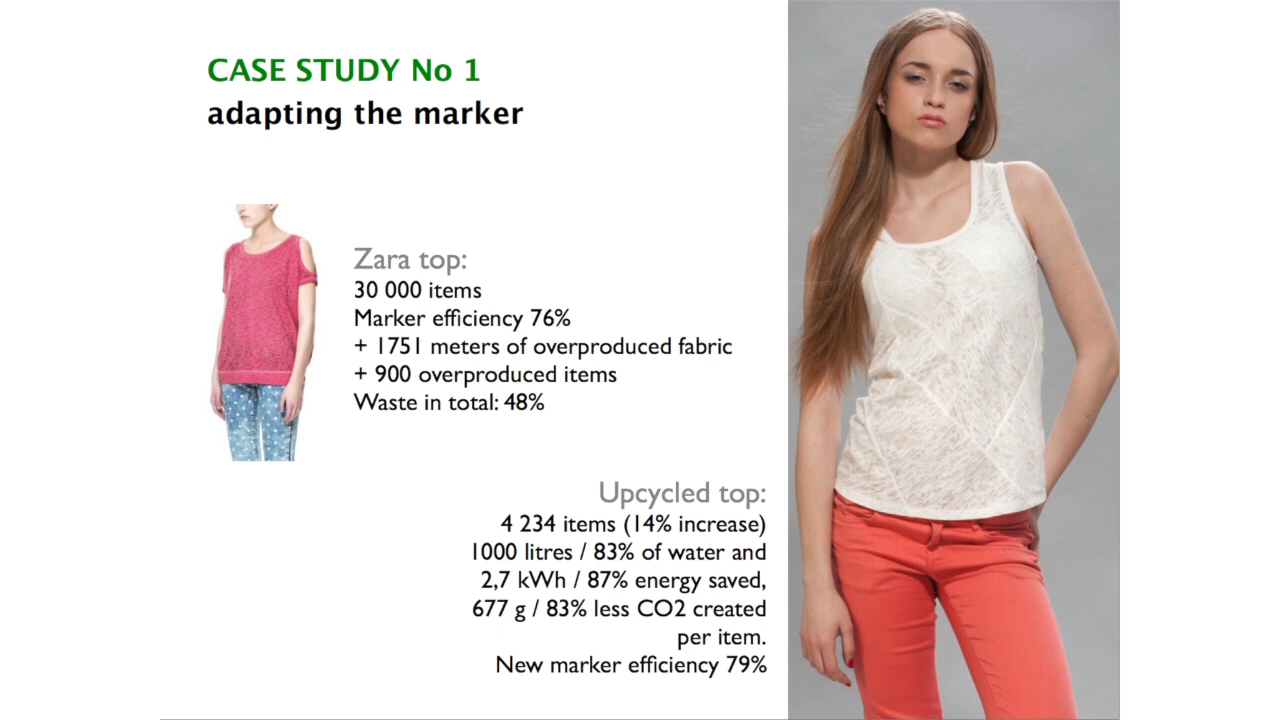 CASE STUDY No 1
adapting the marker
Zara top:
30 000 items
Marker efficiency 76%
+ 1751 meters of overproduced fabric
+ 900 overproduced items
Waste in total: 48%
Upcycled top:
4 234 items (14% increase)
1000 litres / 83% of water and
2,7 kWh / 87% energy saved,
677 g / 83% less CO2 created
per item.
New marker efficiency 79%